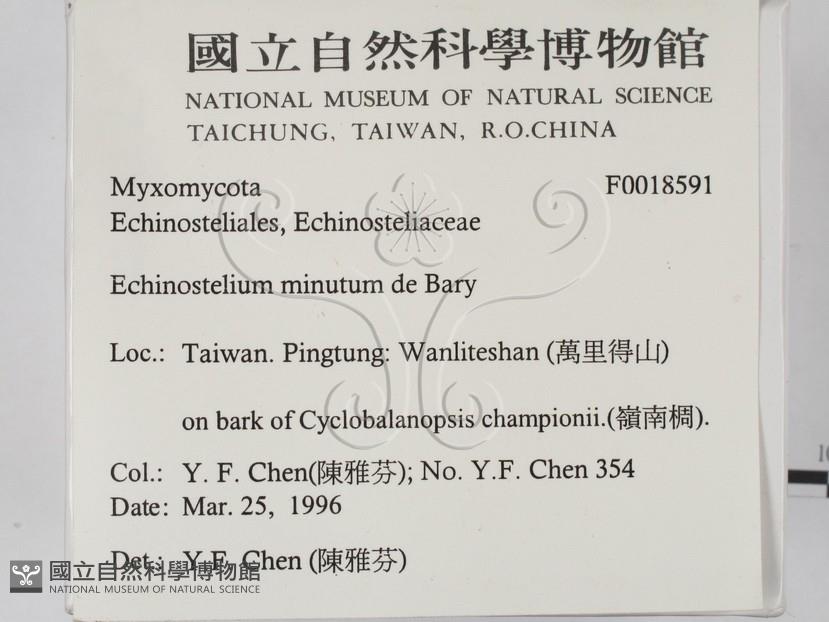 國立自然科學博物館
NATIONAL MUSEUM OF NATURAL SCIENCE
TAICHUNG, TAIWAN, R.O.CHINA
Myxomycota F0018591
Echinosteliales, Echinosteliaceae
Echinostelium minutum de Bary
Loc.: Taiwan. Pingtung: Wanliteshan (萬里得山)
on bark of Cyclobalanopsis championii.(嶺南椆).
Col.: Y. F. Chen(陳雅芬); No. Y.F. Chen 354
Date: Mar. 25, 1996
Det.: Y.F. Chen (陳雅芬)
國立自然科學博物館
NATIONAL MUSEUM OF NATURAL SCIENCE